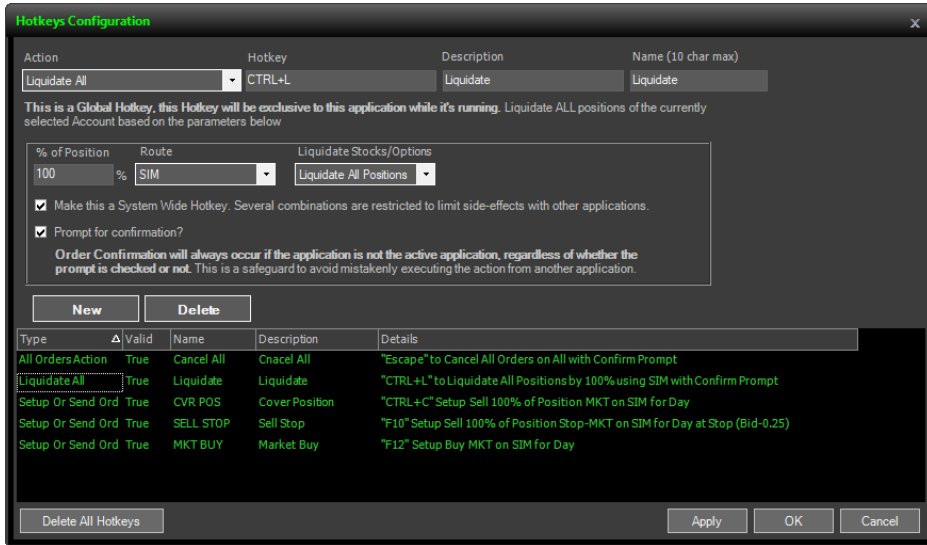 Hotkeys Configuration x
Action Hotkey Description Name (10 char max)
Liquidate All CTRL+L Liquidate Liquidate
This is a Global Hotkey, this Hotkey will be exclusive to this application while it's running. Liquidate ALL positions of the currently
selected Account based on the parameters below
% of Position Route Liquidate Stocks/Options
100 % SIM Liquidate All Positions
Make this a System Wide Hotkey. Several combinations are restricted to limit side-effects with other applications.
Prompt for confirmation?
Order Confirmation will always occur if the application is not the active application, regardless of whether the
prompt is checked or not. This is a safeguard to avoid mistakenly executing the action from another application.
New Delete
Type Valid Name Description Details
All Orders Action True Cancel All Cnacel All "Escape" to Cancel All Orders on All with Confirm Prompt
Liquidate All True Liquidate Liquidate "CTRL+L" to Liquidate All Positions by 100% using SIM with Confirm Prompt
Setup Or Send Ord True CVR POS Cover Position "CTRL+C" Setup Sell 100% of Position MKT on SIM for Day
Setup Or Send Ord True SELL STOP Sell Stop "F10" Setup Sell 100% of Position Stop-MKT on SIM for Day at Stop (Bid-0.25)
Setup Or Send Ord True MKT BUY Market Buy "F12" Setup Buy MKT on SIM for Day
Delete All Hotkeys Apply OK Cancel